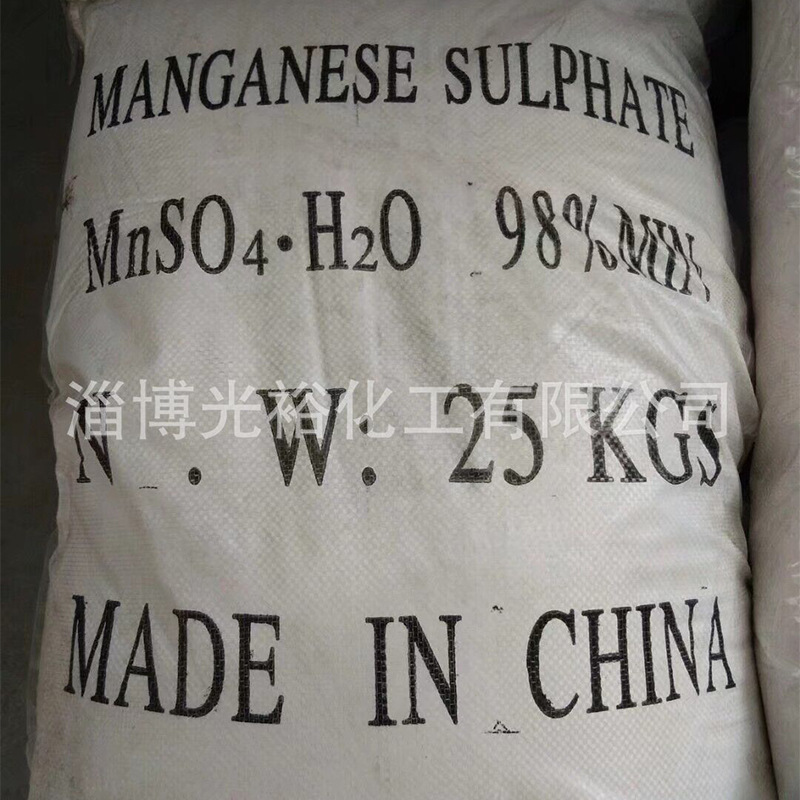 MANGANESE SULPHATE
MnSO4·H2O 98%MIN
淄博光裕化工有限公司
N.W: 25 KGS
MADE IN CHINA